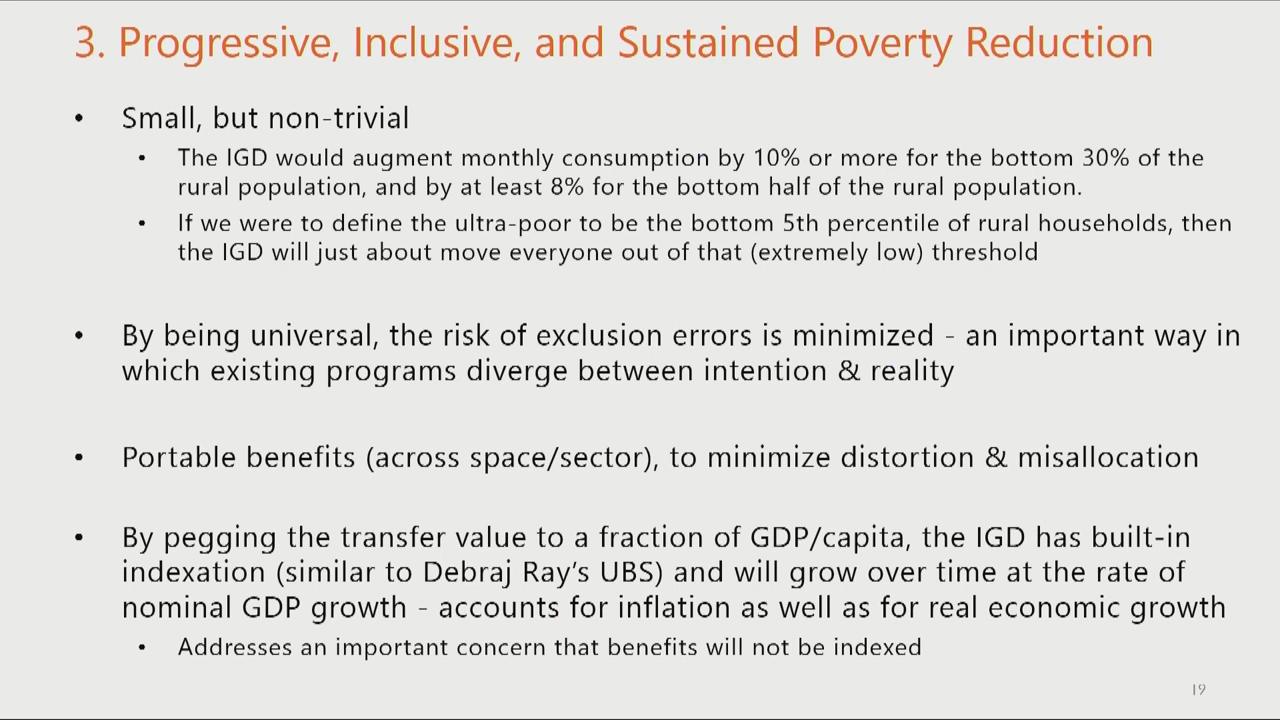 3. Progressive, Inclusive, and Sustained Poverty Reduction
• Small, but non-trivial
• The IGD would augment monthly consumption by 10% or more for the bottom 30% of the
rural population, and by at least 8% for the bottom half of the rural population.
• If we were to define the ultra-poor to be the bottom 5th percentile of rural households, then
the IGD will just about move everyone out of that (extremely low) threshold
• By being universal, the risk of exclusion errors is minimized - an important way in
which existing programs diverge between intention & reality
• Portable benefits (across space/sector), to minimize distortion & misallocation
• By pegging the transfer value to a fraction of GDP/capita, the IGD has built-in
indexation (similar to Debraj Ray's UBS) and will grow over time at the rate of
nominal GDP growth - accounts for inflation as well as for real economic growth
• Addresses an important concern that benefits will not be indexed
19